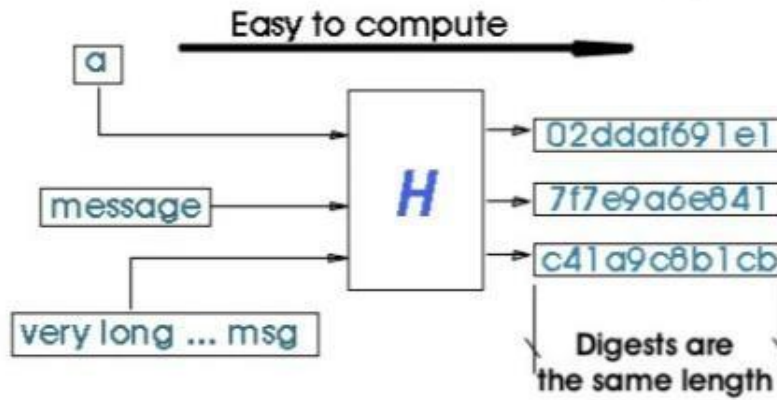 Easy to compute
a
message
very long ... msg
H
02ddaf691e1
7f7e9a6e841
c41a9c8b1cb
Digests are
the same length